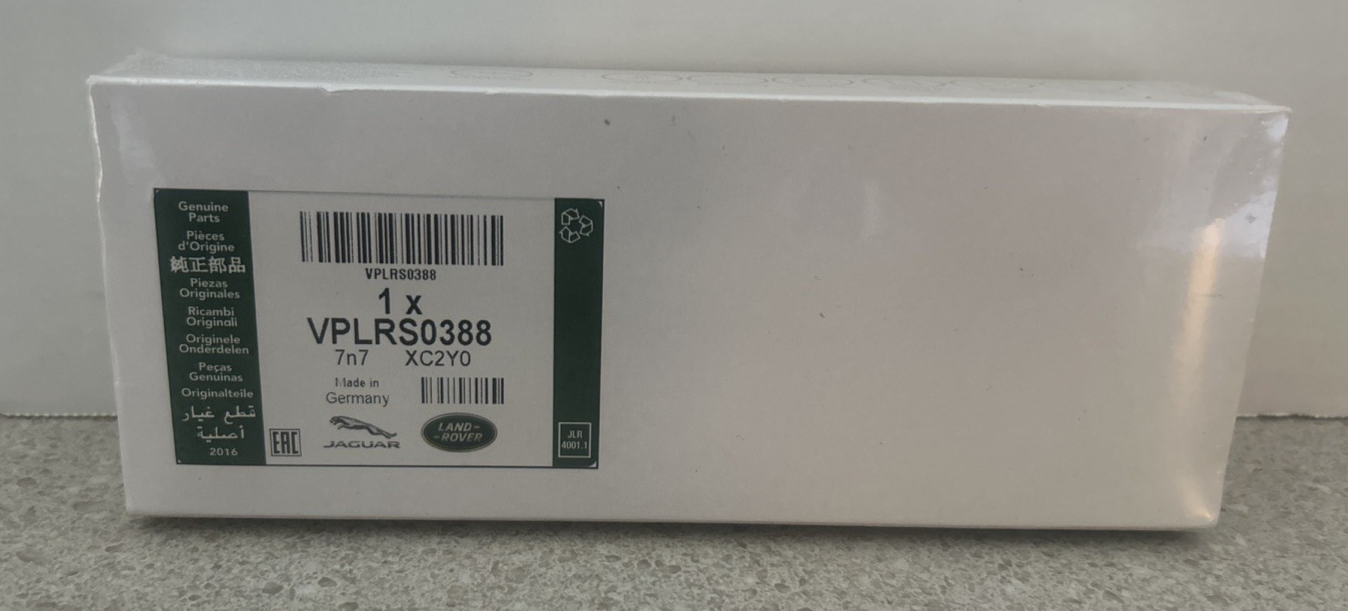 Genuine
Parts
Pièces
d'Origine
純正部品
Piezas
Originales
Ricambi
Originali
Originele
Onderdelen
Peças
Genuinas
Originalteile
قطع غيار
أصلية
2016
VPLRS0388
1 x
VPLRS0388
7n7 XC2Y0
Made in
Germany
EAC
JAGUAR
LAND-
-ROVER
JLR
4001.1